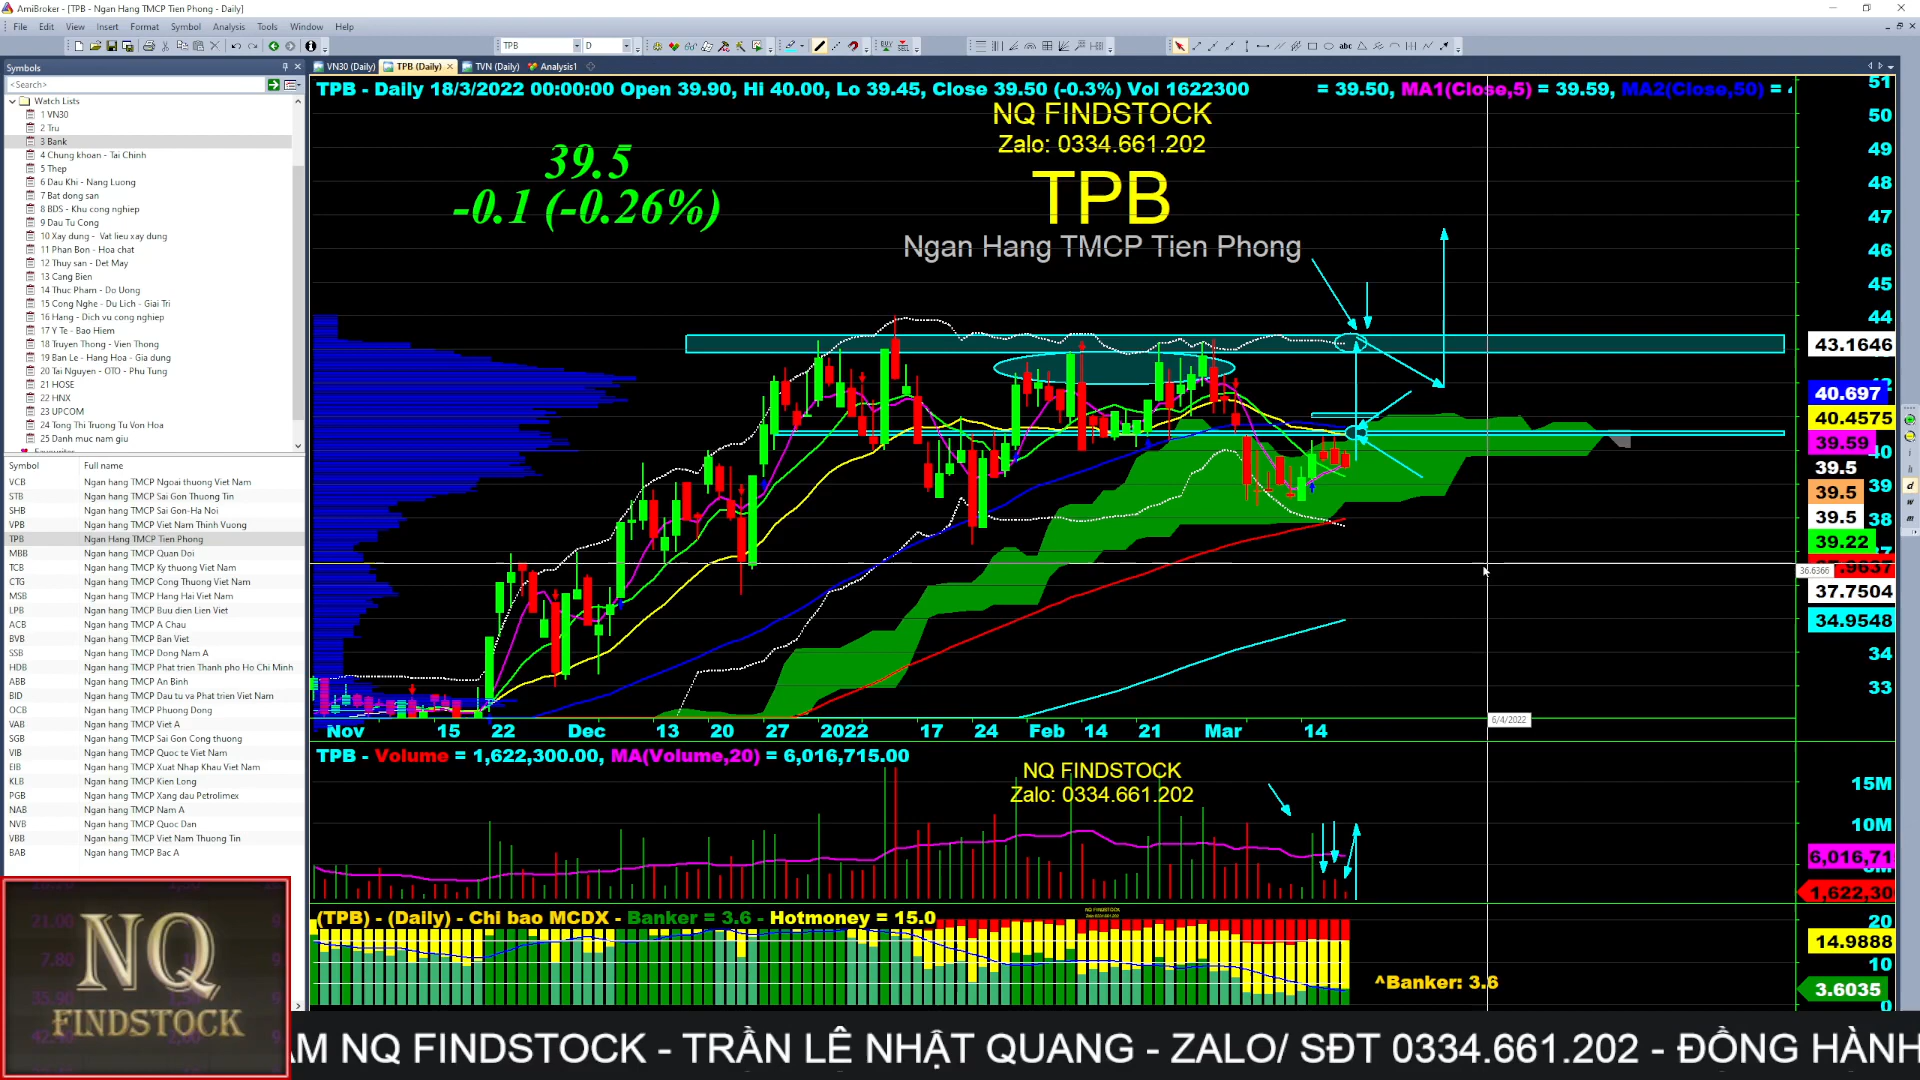 AmiBroker - [TPB - Ngan Hang TMCP Tien Phong - Daily]
File Edit View Insert Format Symbol Analysis Tools Window Help
TPB D
Symbols
<Search>
Watch Lists
1 VN30
2 Tru
3 Bank
4 Chung khoan - Tai Chinh
5 Thep
6 Dau Khi - Nang Luong
7 Bat dong san
8 BDS - Khu cong nghiep
9 Dau Tu Cong
10 Xay dung - Vat lieu xay dung
11 Phan Bon - Hoa chat
12 Thuy san - Det May
13 Cang Bien
14 Thuc Pham - Do Uong
15 Cong Nghe - Du Lich - Giai Tri
16 Hang - Dich vu cong nghiep
17 Y Te - Bao Hiem
18 Truyen Thong - Vien Thong
19 Ban Le - Hang Hoa - Gia dung
20 Tai Nguyen - OTO - Phu Tung
21 HOSE
22 HNX
23 UPCOM
24 Tong Thi Truong Tu Von Hoa
25 Danh muc nam giu
Symbol Full name
VCB Ngan hang TMCP Ngoai thuong Viet Nam
STB Ngan hang TMCP Sai Gon Thuong Tin
SHB Ngan hang TMCP Sai Gon-Ha Noi
VPB Ngan hang TMCP Viet Nam Thinh Vuong
TPB Ngan Hang TMCP Tien Phong
MBB Ngan hang TMCP Quan Doi
TCB Ngan hang TMCP Ky thuong Viet Nam
CTG Ngan hang TMCP Cong Thuong Viet Nam
MSB Ngan hang TMCP Hang Hai Viet Nam
LPB Ngan hang TMCP Buu dien Lien Viet
ACB Ngan hang TMCP A Chau
BVB Ngan hang TMCP Ban Viet
SSB Ngan hang TMCP Dong Nam A
HDB Ngan hang TMCP Phat trien Thanh pho Ho Chi Minh
ABB Ngan hang TMCP An Binh
BID Ngan hang TMCP Dau tu va Phat trien Viet Nam
OCB Ngan hang TMCP Phuong Dong
VAB Ngan hang TMCP Viet A
SGB Ngan hang TMCP Sai Gon Cong thuong
VIB Ngan hang TMCP Quoc te Viet Nam
EIB Ngan hang TMCP Xuat Nhap Khau Viet Nam
KLB Ngan hang TMCP Kien Long
PGB Ngan hang TMCP Xang dau Petrolimex
NAB Ngan hang TMCP Nam A
NVB Ngan hang TMCP Quoc Dan
VBB Ngan hang TMCP Viet Nam Thuong Tin
BAB Ngan hang TMCP Bac A
NQ
FINDSTOCK
VN30 (Daily) TPB (Daily) TVN (Daily) Analysis1
TPB - Daily 18/3/2022 00:00:00 Open 39.90, Hi 40.00, Lo 39.45, Close 39.50 (-0.3%) Vol 1622300 = 39.50, MA1(Close,5) = 39.59, MA2(Close,50) =
NQ FINDSTOCK
Zalo: 0334.661.202
TPB
Ngan Hang TMCP Tien Phong
39.5
-0.1 (-0.26%)
51
50
49
48
47
46
45
44
43.1646
40.697
40.4575
39.59
40
39.5
39
39.5
39.5
38
39.22
36.6366
37.7504
34.9548
34
33
Nov 15 22 Dec 13 20 27 2022 17 24 Feb 14 21 Mar 14
6/4/2022
TPB - Volume = 1,622,300.00, MA(Volume,20) = 6,016,715.00
NQ FINDSTOCK
Zalo: 0334.661.202
15M
10M
6,016,71
1,622,30
(TPB) - (Daily) - Chi bao MCDX - Banker = 3.6 - Hotmoney = 15.0
^Banker: 3.6
20
14.9888
10
3.6035
0
ÁM NQ FINDSTOCK - TRẦN LÊ NHẬT QUANG - ZALO/ SĐT 0334.661.202 - ĐỒNG HÀNH